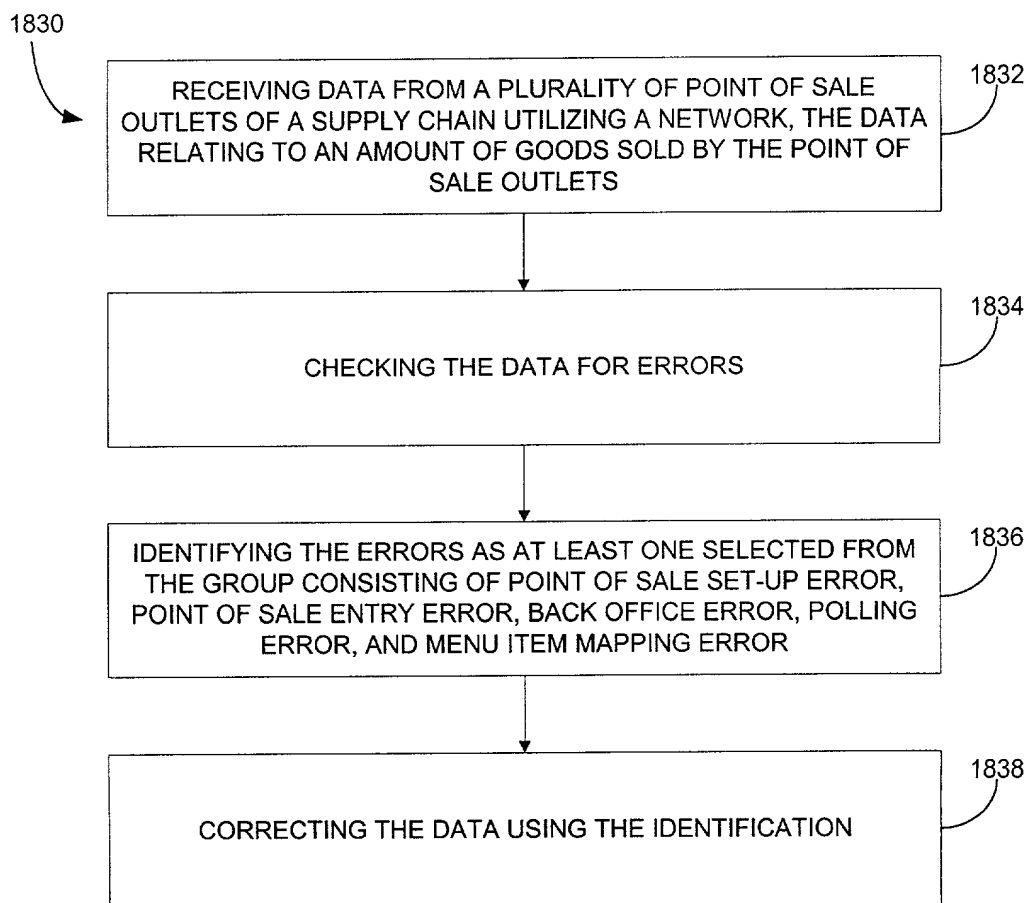 1830
RECEIVING DATA FROM A PLURALITY OF POINT OF SALE
OUTLETS OF A SUPPLY CHAIN UTILIZING A NETWORK, THE DATA
RELATING TO AN AMOUNT OF GOODS SOLD BY THE POINT OF
SALE OUTLETS
1832
CHECKING THE DATA FOR ERRORS
1834
IDENTIFYING THE ERRORS AS AT LEAST ONE SELECTED FROM
THE GROUP CONSISTING OF POINT OF SALE SET-UP ERROR,
POINT OF SALE ENTRY ERROR, BACK OFFICE ERROR, POLLING
ERROR, AND MENU ITEM MAPPING ERROR
1836
CORRECTING THE DATA USING THE IDENTIFICATION
1838